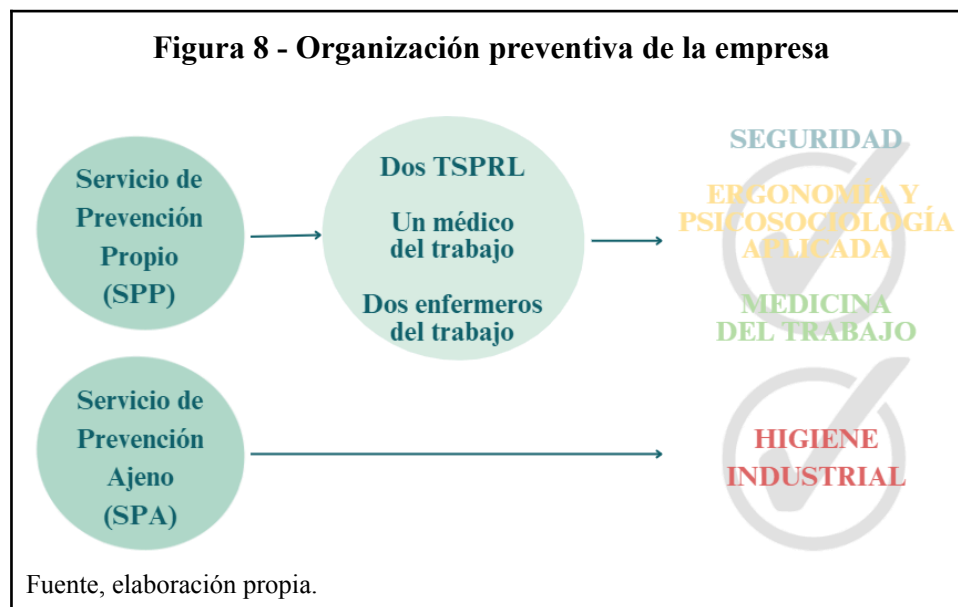 Figura 8 - Organización preventiva de la empresa
Servicio de
Prevención
Propio
(SPP)
Dos TSPRL
Un médico
del trabajo
Dos enfermeros
del trabajo
SEGURIDAD
ERGONOMÍA Y
PSICOSOCIOLOGÍA
APLICADA
MEDICINA
DEL TRABAJO
Servicio de
Prevención
Ajeno
(SPA)
HIGIENE
INDUSTRIAL
Fuente, elaboración propia.